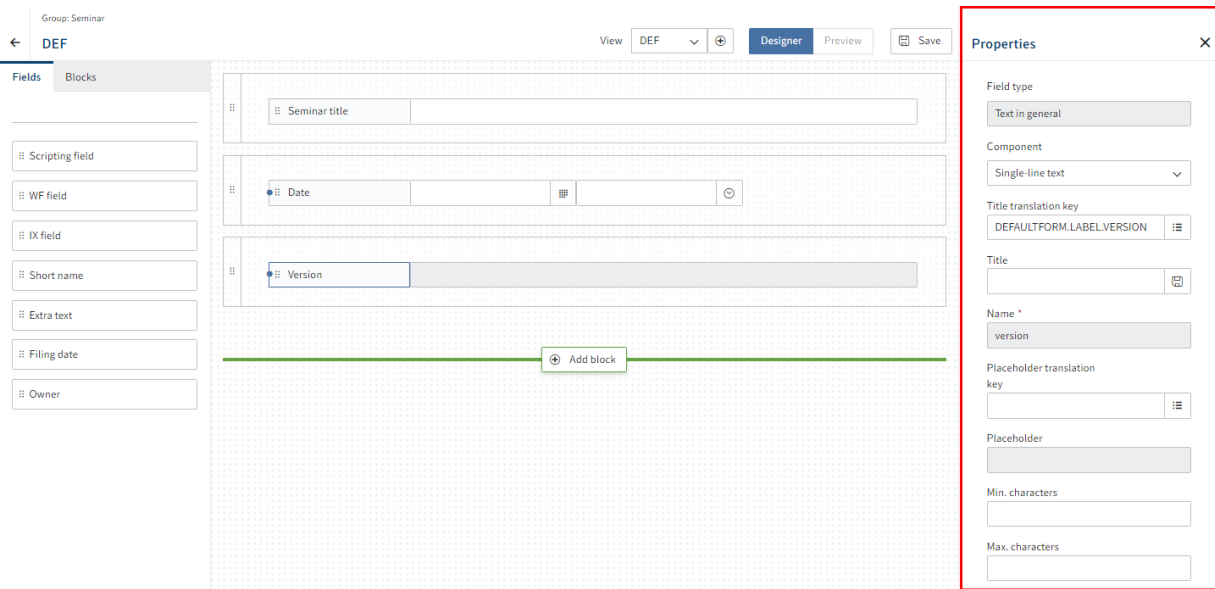 Group: Seminar
DEF
View
DEF
Designer
Preview
Save
Fields
Blocks
Scripting field
WF field
IX field
Short name
Extra text
Filing date
Owner
Seminar title
Date
Version
Add block
Properties
Field type
Text in general
Component
Single-line text
Title translation key
DEFAULTFORM.LABEL.VERSION
Title
Name *
version
Placeholder translation
key
Placeholder
Min. characters
Max. characters